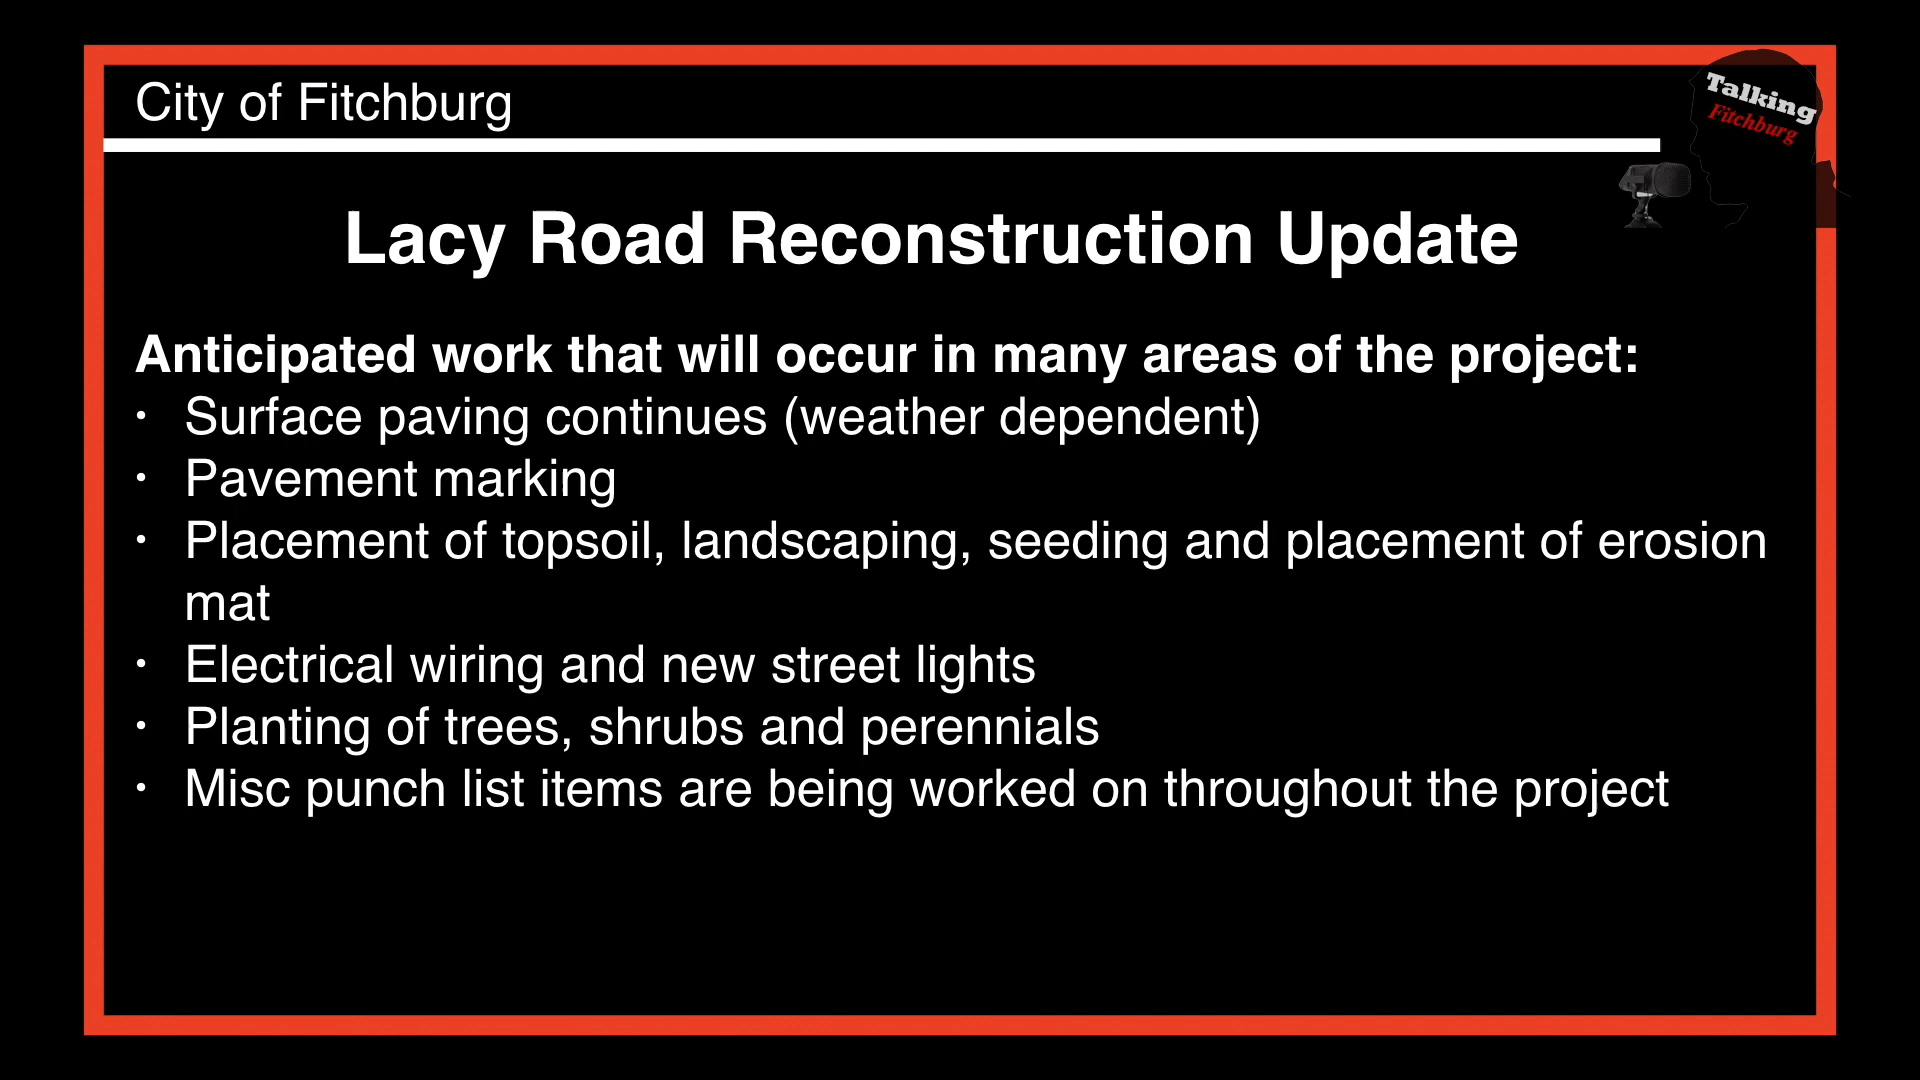 City of Fitchburg
Talking
Fitchburg
Lacy Road Reconstruction Update
Anticipated work that will occur in many areas of the project:
• Surface paving continues (weather dependent)
• Pavement marking
• Placement of topsoil, landscaping, seeding and placement of erosion
mat
• Electrical wiring and new street lights
• Planting of trees, shrubs and perennials
• Misc punch list items are being worked on throughout the project